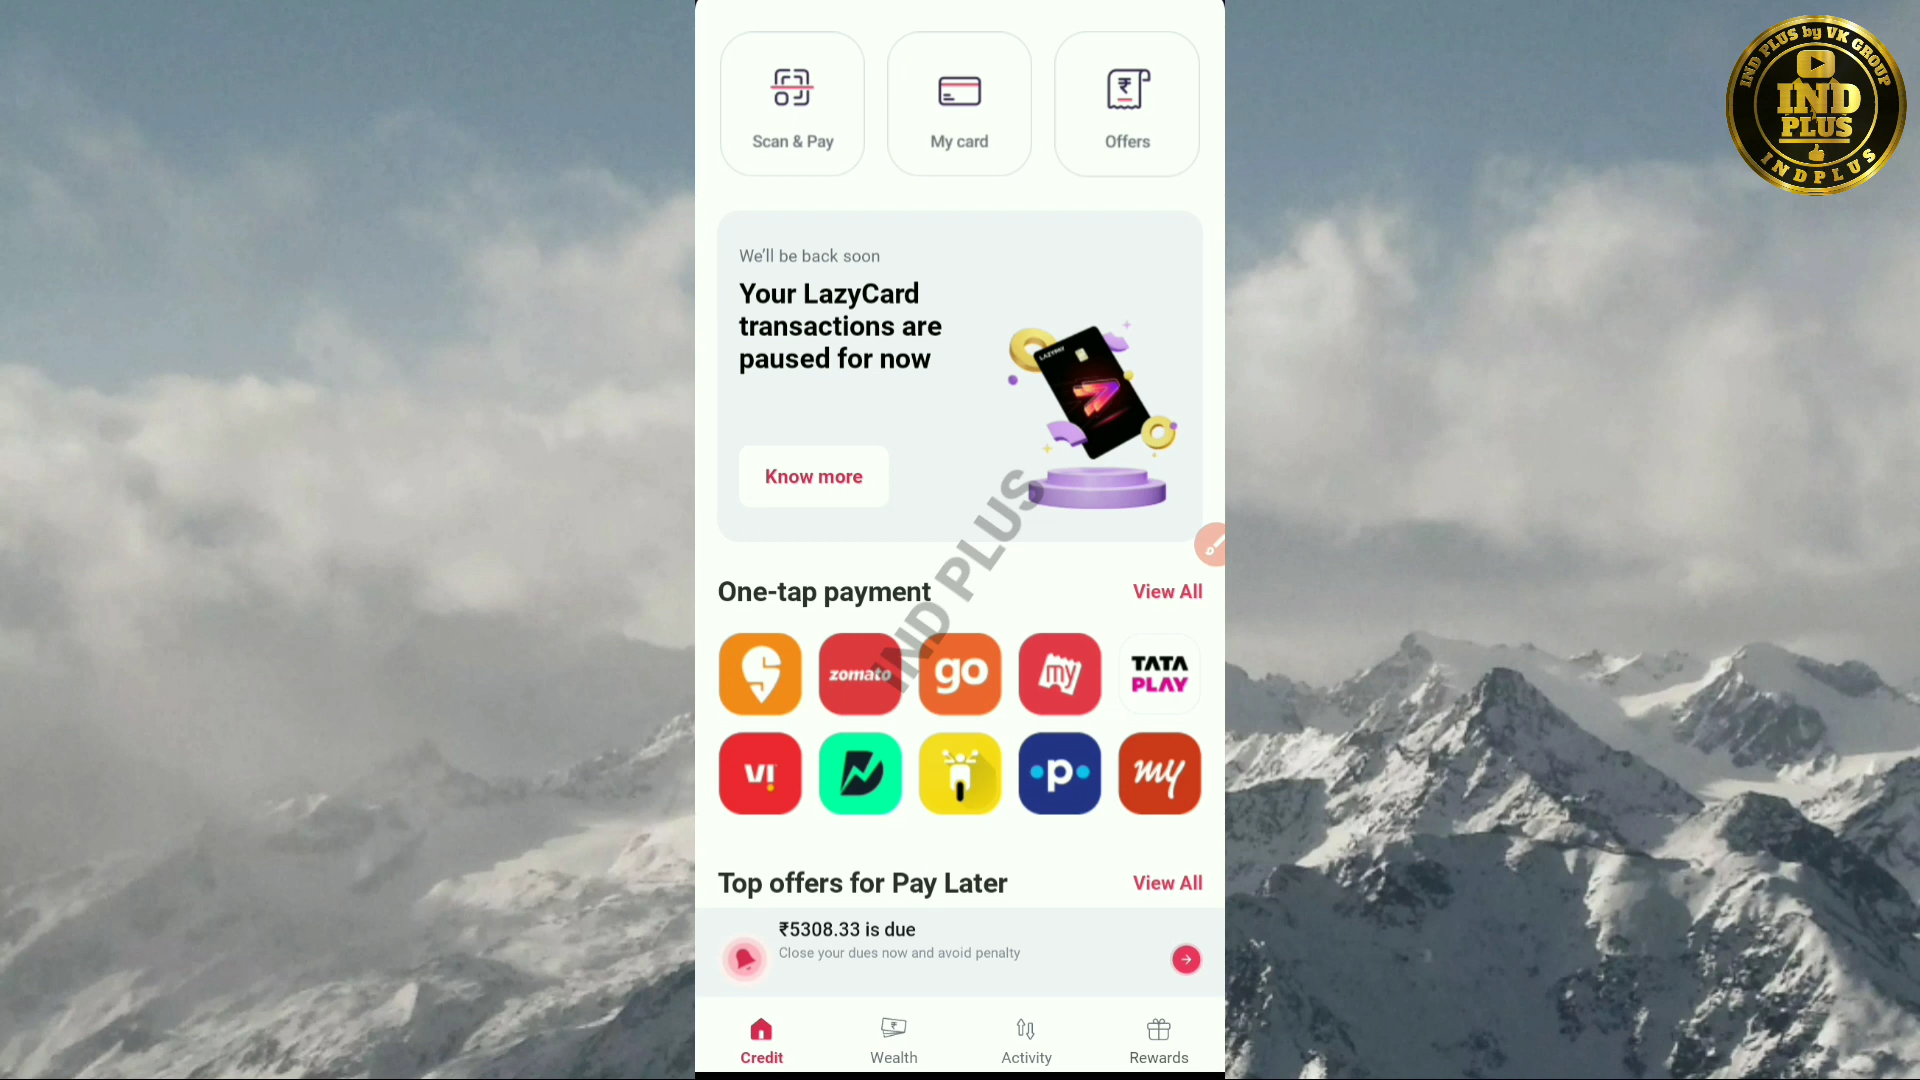 IND PLUS by VK GROUP
IND
PLUS
INDPLUS
Scan & Pay
My card
Offers
We'll be back soon
Your LazyCard
transactions are
paused for now
LAZYPAY
Know more
IND PLUS
One-tap payment
View All
zomato
go
my
TATA
PLAY
VI
p
my
Top offers for Pay Later
View All
₹5308.33 is due
Close your dues now and avoid penalty
Credit
Wealth
Activity
Rewards